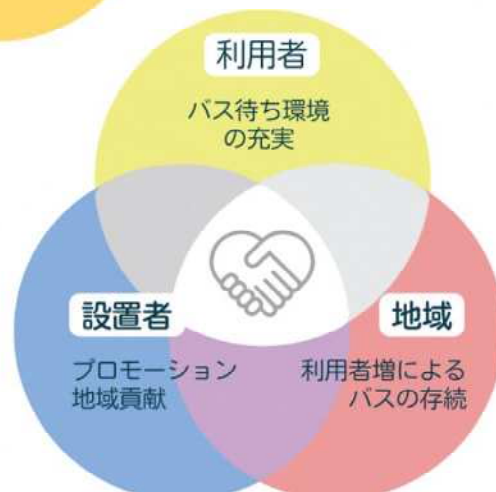 利用者
バス待ち環境
の充実
設置者
プロモーション
地域貢献
地域
利用者増による
バスの存続